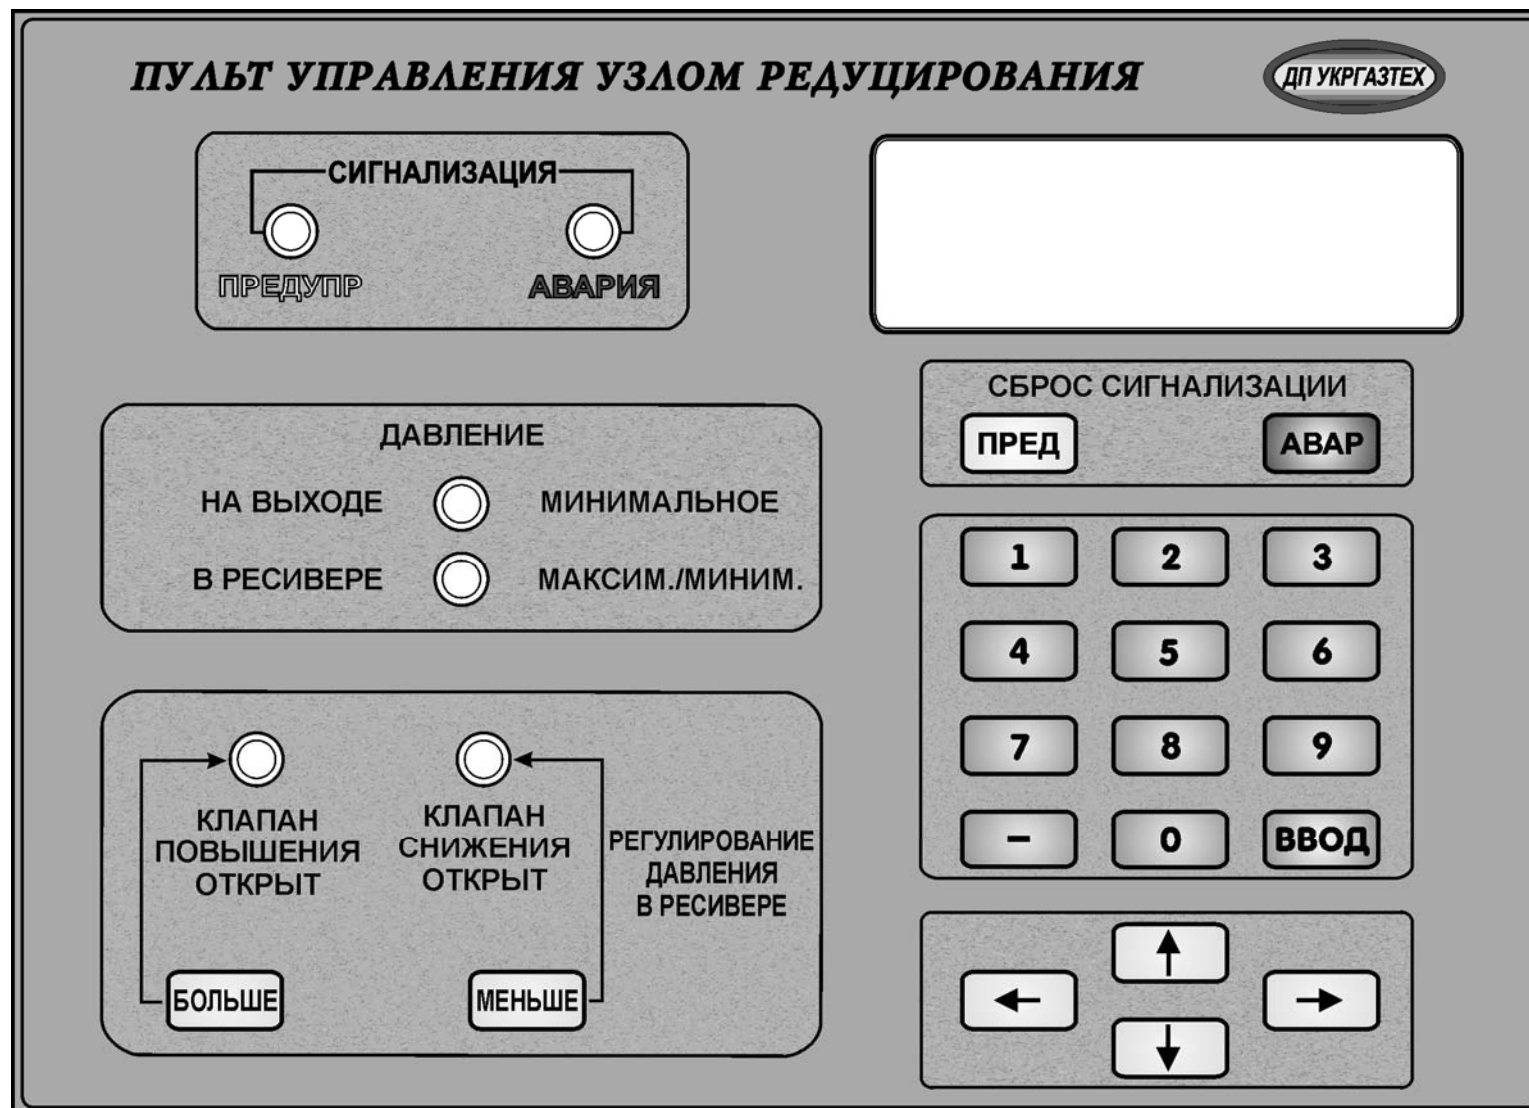 ПУЛЬТ УПРАВЛЕНИЯ УЗЛОМ РЕДУЦИРОВАНИЯ
ДП УКРГАЗТЕХ
СИГНАЛИЗАЦИЯ
ПРЕДУПР
АВАРИЯ
ДАВЛЕНИЕ
НА ВЫХОДЕ
МИНИМАЛЬНОЕ
В РЕСИВЕРЕ
МАКСИМ./МИНИМ.
КЛАПАН
ПОВЫШЕНИЯ
ОТКРЫТ
КЛАПАН
СНИЖЕНИЯ
ОТКРЫТ
РЕГУЛИРОВАНИЕ
ДАВЛЕНИЯ
В РЕСИВЕРЕ
БОЛЬШЕ
МЕНЬШЕ
СБРОС СИГНАЛИЗАЦИИ
ПРЕД
АВАР
1 2 3
4 5 6
7 8 9
– 0 ВВОД